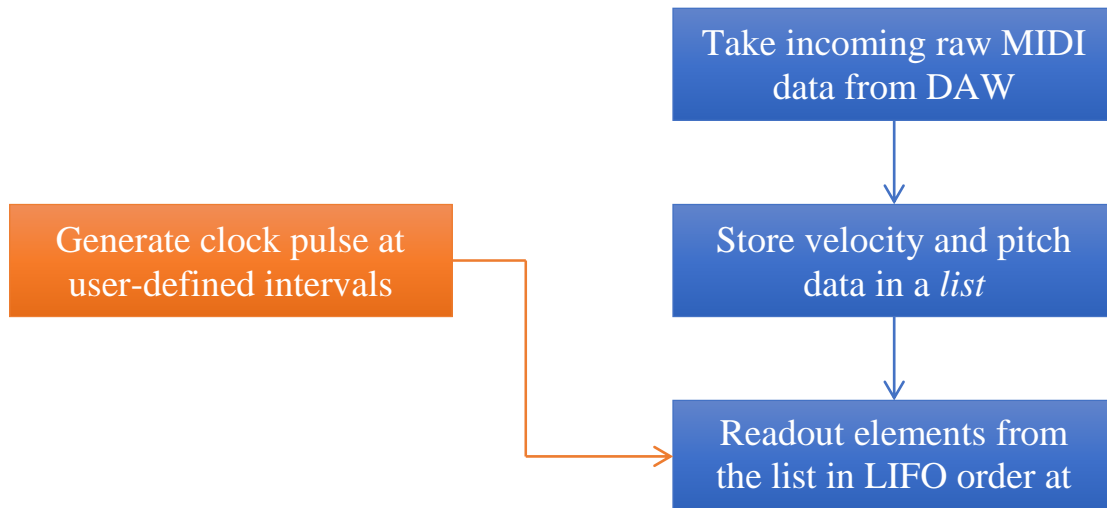 Take incoming raw MIDI
data from DAW
Generate clock pulse at
user-defined intervals
Store velocity and pitch
data in a list
Readout elements from
the list in LIFO order at